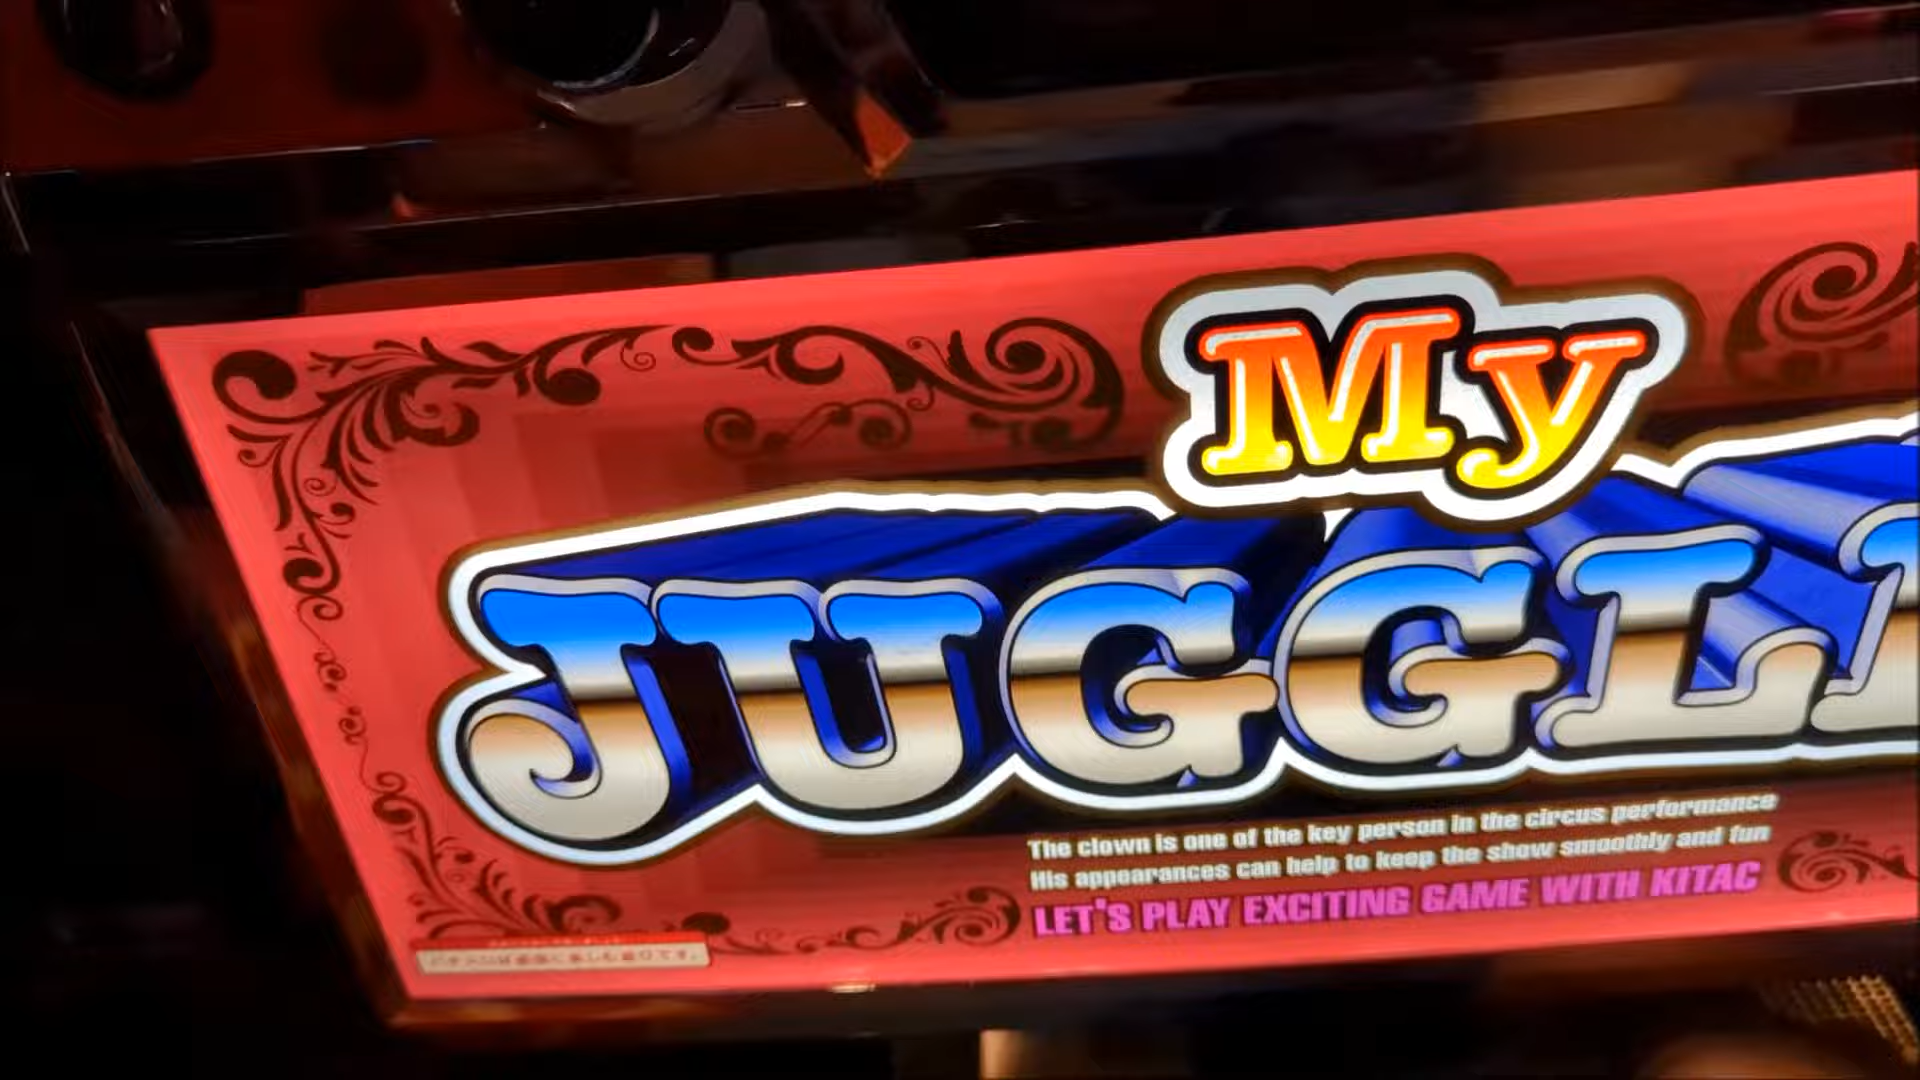 My
JUGGL
The clown is one of the key person in the circus performance
His appearances can help to keep the show smoothly and fun
LET'S PLAY EXCITING GAME WITH KITAC